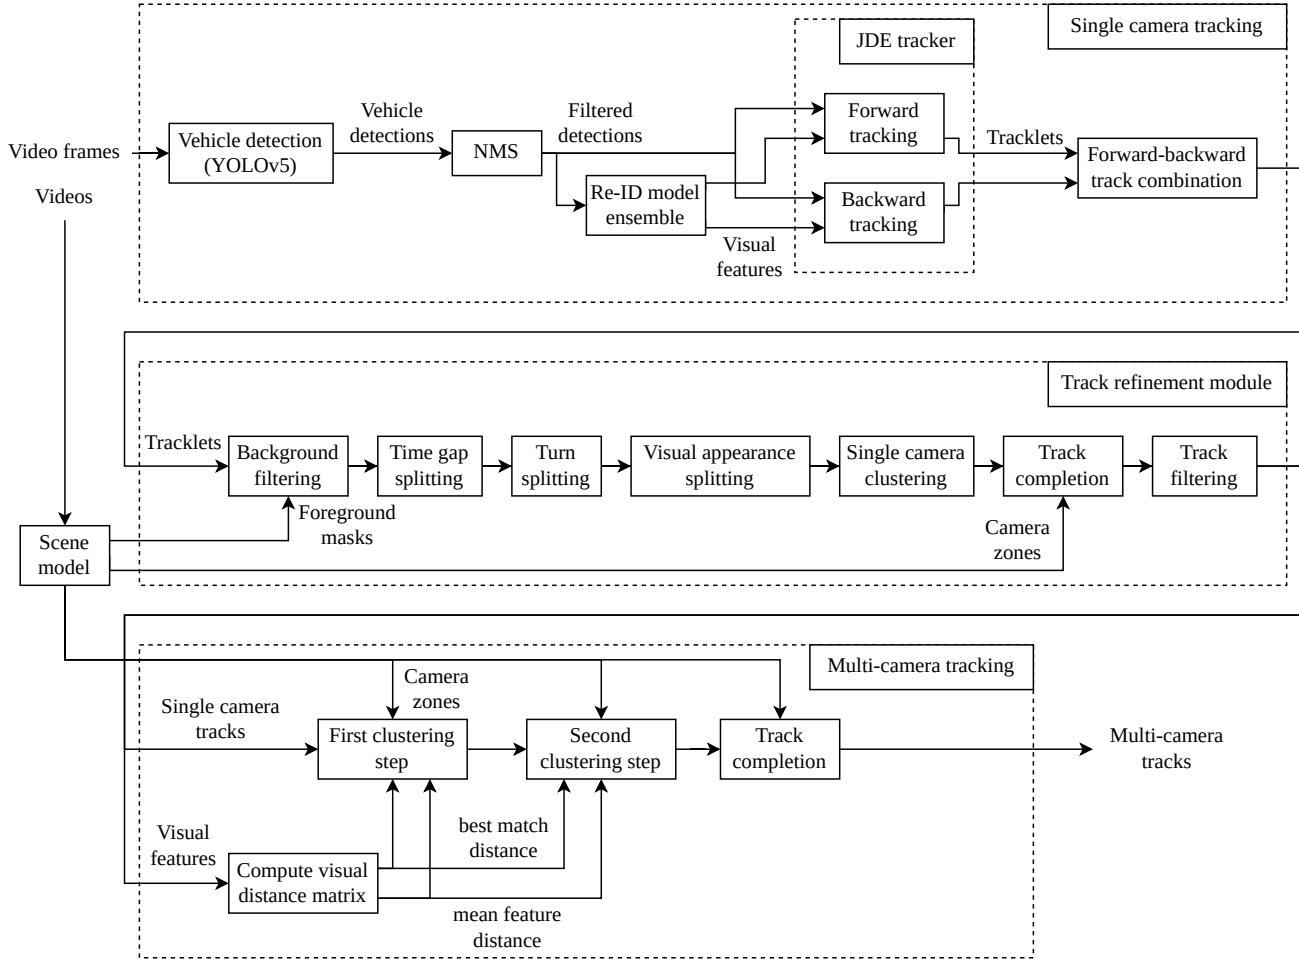 Single camera tracking
JDE tracker
Video frames
Vehicle detection
(YOLOv5)
Vehicle
detections
NMS
Filtered
detections
Re-ID model
ensemble
Visual
features
Forward
tracking
Backward
tracking
Tracklets
Forward-backward
track combination
Videos
Track refinement module
Tracklets
Background
filtering
Time gap
splitting
Turn
splitting
Visual appearance
splitting
Single camera
clustering
Track
completion
Track
filtering
Foreground
masks
Camera
zones
Scene
model
Multi-camera tracking
Camera
zones
Single camera
tracks
First clustering
step
Second
clustering step
Track
completion
Multi-camera
tracks
Visual
features
Compute visual
distance matrix
best match
distance
mean feature
distance